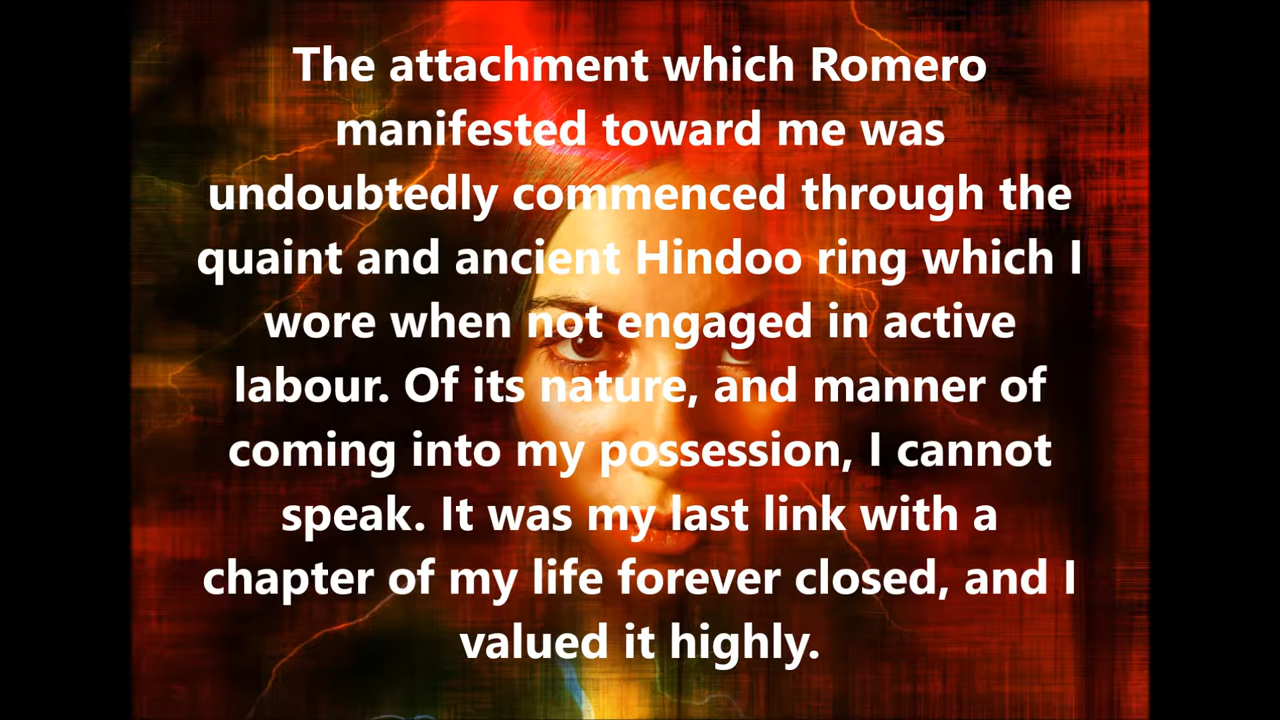 The attachment which Romero
manifested toward me was
undoubtedly commenced through the
quaint and ancient Hindoo ring which I
wore when not engaged in active
labour. Of its nature, and manner of
coming into my possession, I cannot
speak. It was my last link with a
chapter of my life forever closed, and I
valued it highly.